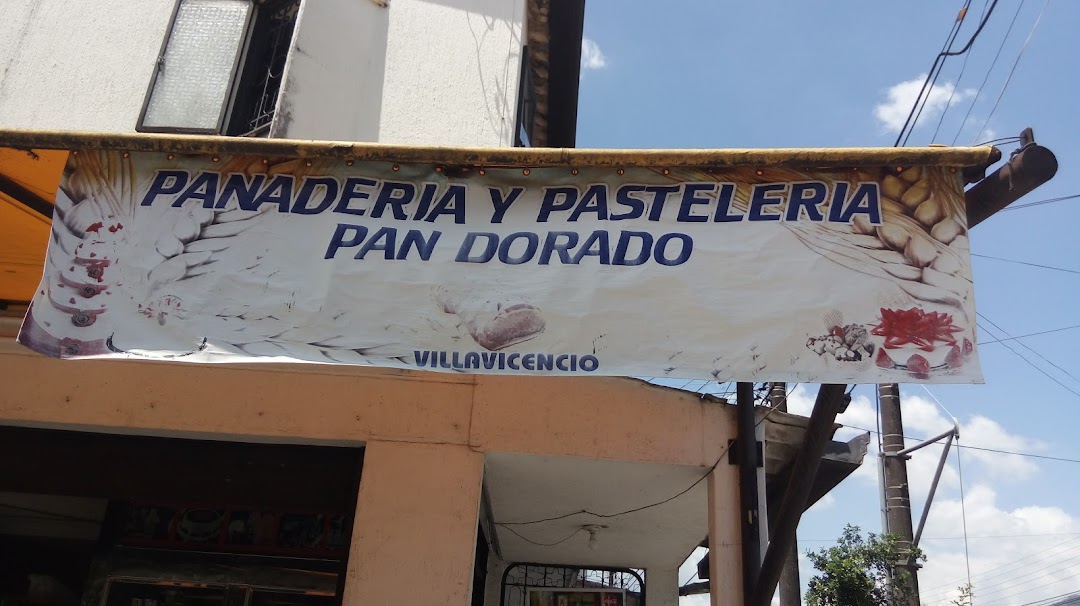 PANADERIA Y PASTELERIA
PAN DORADO
VILLAVICENCIO